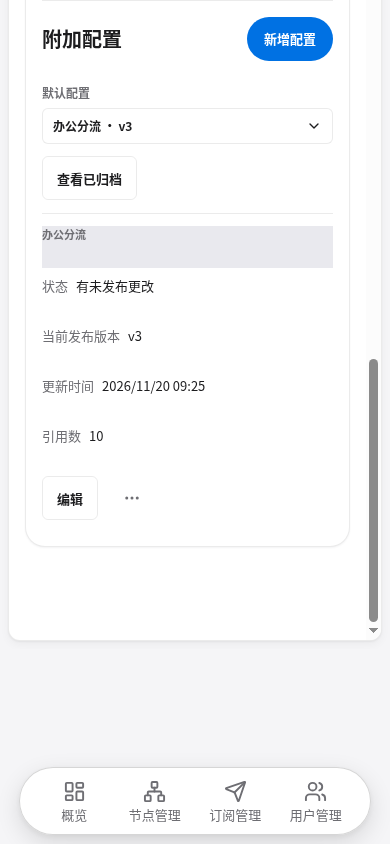 附加配置
新增配置
默认配置
办公分流 · v3
查看已归档
办公分流
状态 有未发布更改
当前发布版本 v3
更新时间 2026/11/20 09:25
引用数 10
编辑 ···
概览 节点管理 订阅管理 用户管理